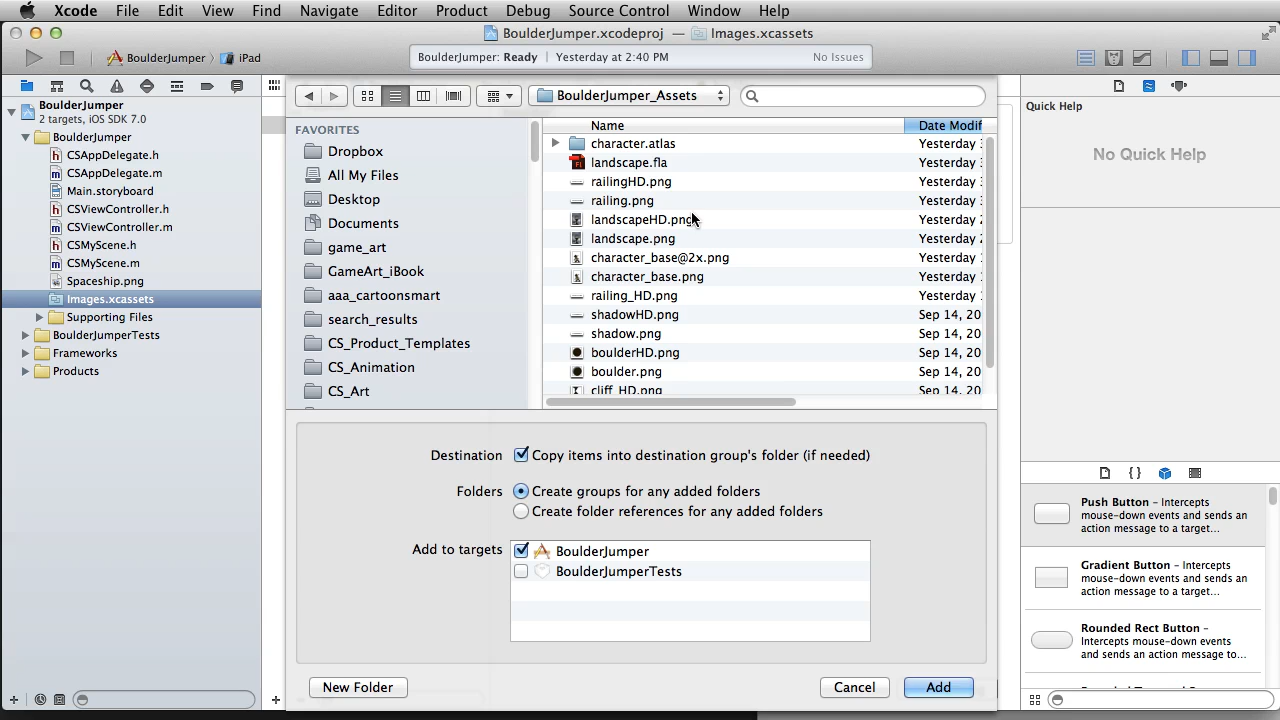 Xcode File Edit View Find Navigate Editor Product Debug Source Control Window Help
BoulderJumper.xcodeproj — Images.xcassets
BoulderJumper iPad
BoulderJumper: Ready | Yesterday at 2:40 PM No Issues
BoulderJumper
2 targets, iOS SDK 7.0
BoulderJumper
CSAppDelegate.h
CSAppDelegate.m
Main.storyboard
CSViewController.h
CSViewController.m
CSMyScene.h
CSMyScene.m
Spaceship.png
Images.xcassets
Supporting Files
BoulderJumperTests
Frameworks
Products
BoulderJumper_Assets
FAVORITES
Dropbox
All My Files
Desktop
Documents
game_art
GameArt_iBook
aaa_cartoonsmart
search_results
CS_Product_Templates
CS_Animation
CS_Art
Name Date Modif
character.atlas Yesterday
landscape.fla Yesterday
railingHD.png Yesterday
railing.png Yesterday
landscapeHD.png Yesterday
landscape.png Yesterday
character_base@2x.png Yesterday
character_base.png Yesterday
railing_HD.png Yesterday
shadowHD.png Sep 14, 20
shadow.png Sep 14, 20
boulderHD.png Sep 14, 20
boulder.png Sep 14, 20
cliff_HD.png Sep 14, 20
Destination Copy items into destination group's folder (if needed)
Folders Create groups for any added folders
Create folder references for any added folders
Add to targets BoulderJumper
BoulderJumperTests
New Folder Cancel Add
Quick Help
No Quick Help
Push Button – Intercepts
mouse-down events and sends an
action message to a target...
Gradient Button – Intercepts
mouse-down events and sends an
action message to a target...
Rounded Rect Button –
Intercepts mouse-down events
and sends an action message to...